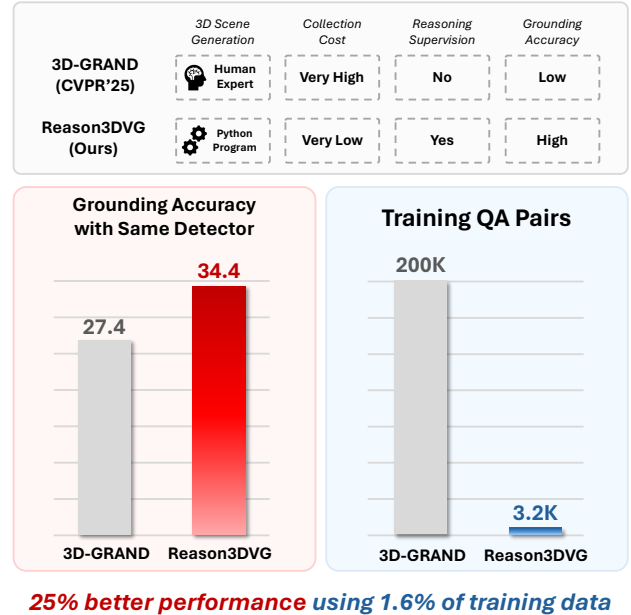 3D Scene
Generation
Collection
Cost
Reasoning
Supervision
Grounding
Accuracy
3D-GRAND
(CVPR'25)
Human
Expert
Very High
No
Low
Reason3DVG
(Ours)
Python
Program
Very Low
Yes
High
Grounding Accuracy
with Same Detector
34.4
27.4
3D-GRAND
Reason3DVG
Training QA Pairs
200K
3.2K
3D-GRAND
Reason3DVG
25% better performance using 1.6% of training data